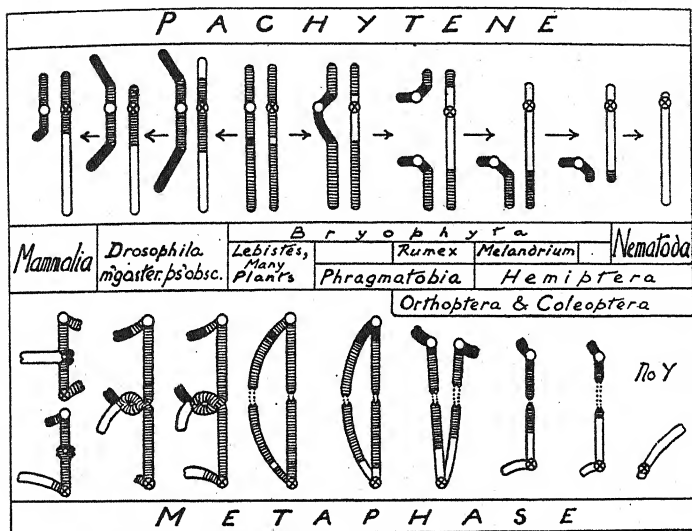 PACHYTENE
Bryophyta
Mammalia
Drosophila
m'gaster. ps'obsc.
Lebistes,
Many
Plants
Rumex
Melandrium
Nematoda
Phragmatobia
Hemiptera
Orthoptera & Coleoptera
no Y
METAPHASE